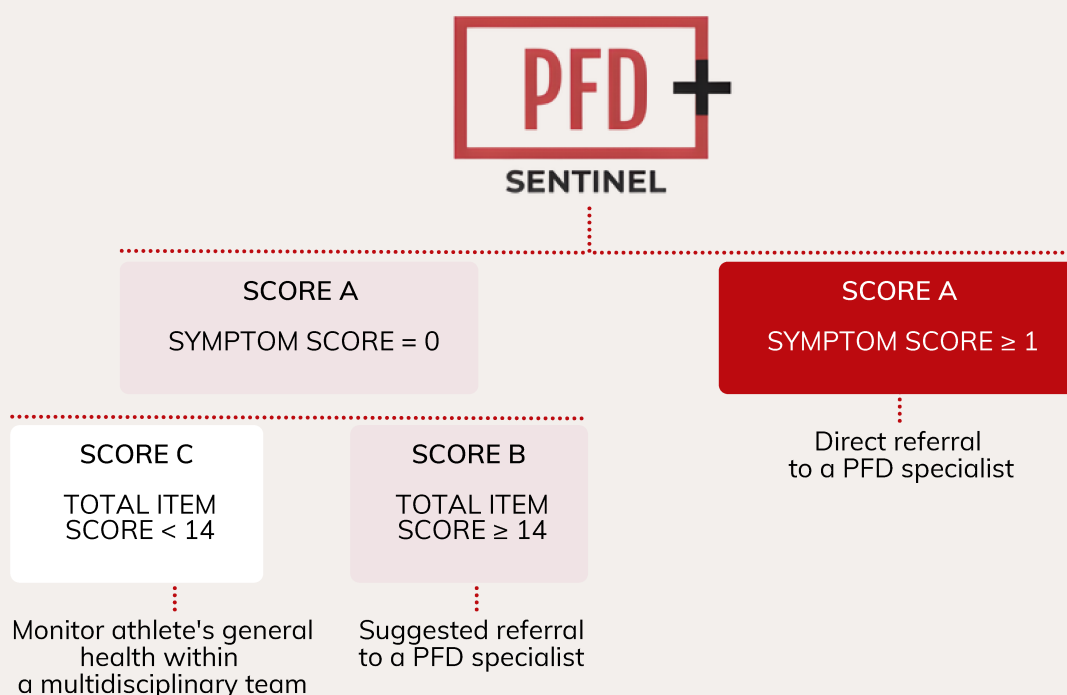 PFD+
SENTINEL
SCORE A
SYMPTOM SCORE = 0
SCORE A
SYMPTOM SCORE ≥ 1
Direct referral
to a PFD specialist
SCORE C
TOTAL ITEM
SCORE < 14
SCORE B
TOTAL ITEM
SCORE ≥ 14
Monitor athlete's general
health within
a multidisciplinary team
Suggested referral
to a PFD specialist